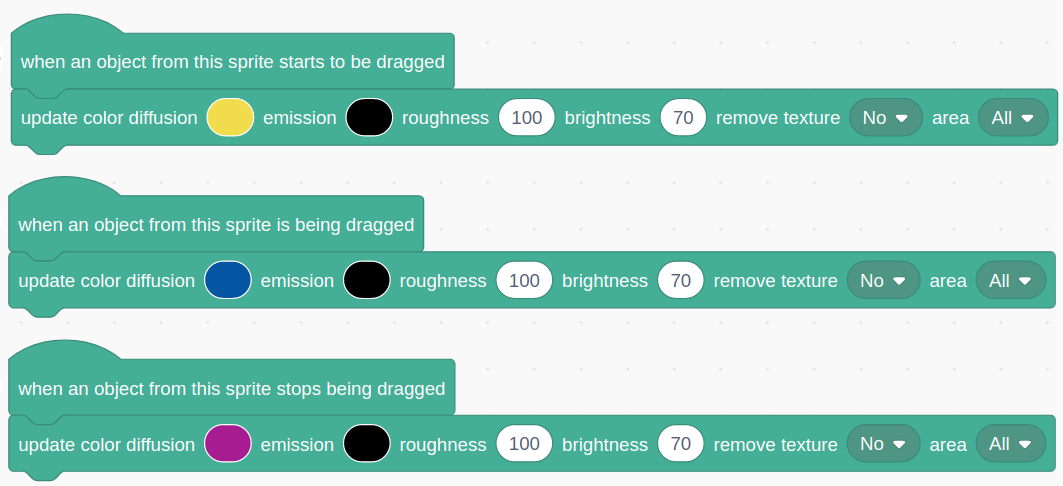 when an object from this sprite starts to be dragged
update color diffusion emission roughness 100 brightness 70 remove texture No area All
when an object from this sprite is being dragged
update color diffusion emission roughness 100 brightness 70 remove texture No area All
when an object from this sprite stops being dragged
update color diffusion emission roughness 100 brightness 70 remove texture No area All